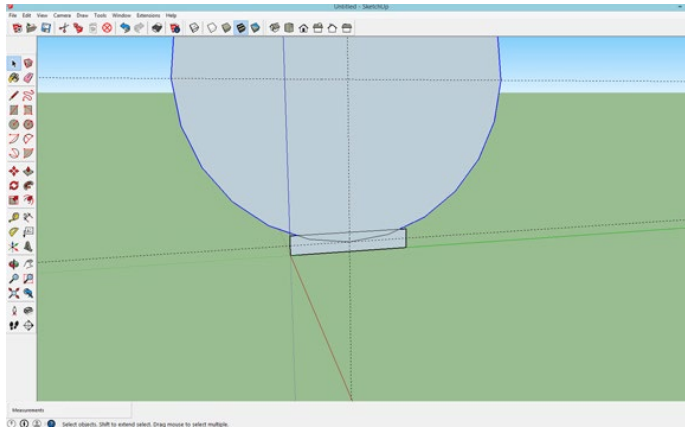 Untitled - SketchUp
File Edit View Camera Draw Tools Window Extensions Help
Measurements
Select objects. Shift to extend select. Drag mouse to select multiple.